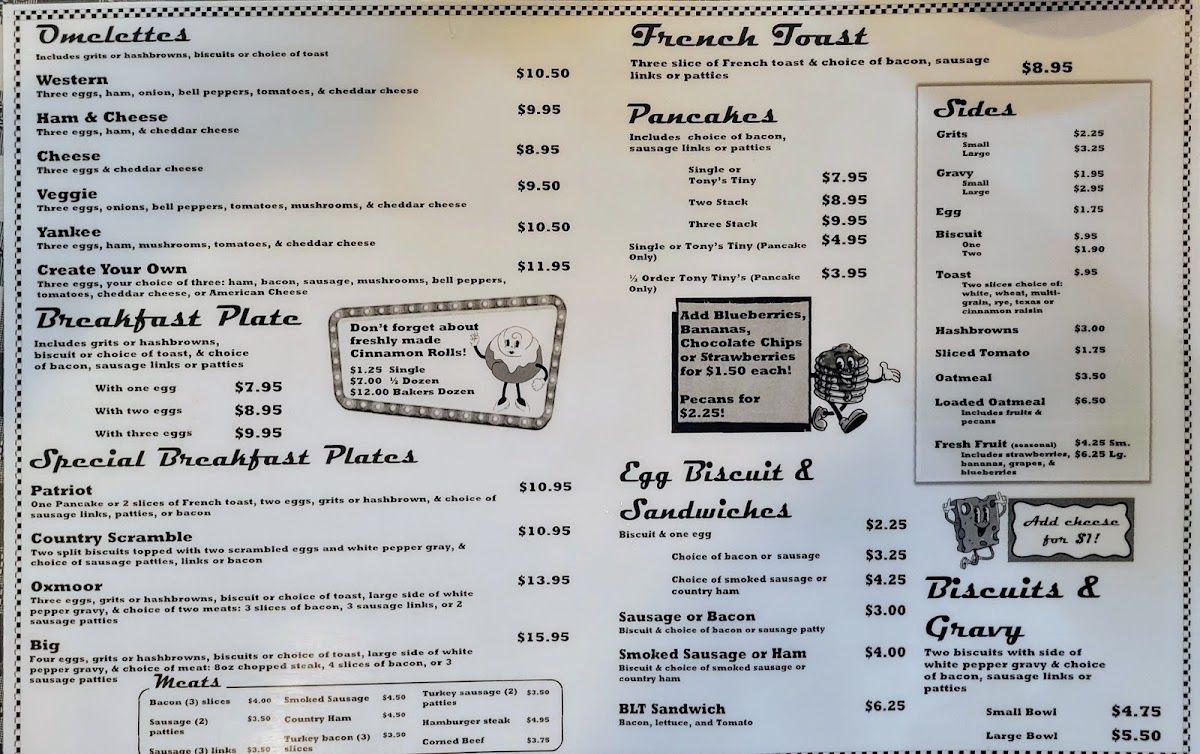 Omelettes
Includes grits or hashbrowns, biscuits or choice of toast
Western $10.50
Three eggs, ham, onion, bell peppers, tomatoes, & cheddar cheese
Ham & Cheese $9.95
Three eggs, ham, & cheddar cheese
Cheese $8.95
Three eggs & cheddar cheese
Veggie $9.50
Three eggs, onions, bell peppers, tomatoes, mushrooms, & cheddar cheese
Yankee $10.50
Three eggs, ham, mushrooms, tomatoes, & cheddar cheese
Create Your Own $11.95
Three eggs, your choice of three: ham, bacon, sausage, mushrooms, bell peppers,
tomatoes, cheddar cheese, or American Cheese
Breakfast Plate
Includes grits or hashbrowns,
biscuit or choice of toast, & choice
of bacon, sausage links or patties
With one egg $7.95
With two eggs $8.95
With three eggs $9.95
Don't forget about
freshly made
Cinnamon Rolls!
$1.25 Single
$7.00 ½ Dozen
$12.00 Bakers Dozen
Special Breakfast Plates
Patriot $10.95
One Pancake or 2 slices of French toast, two eggs, grits or hashbrown, & choice of
sausage links, patties, or bacon
Country Scramble $10.95
Two split biscuits topped with two scrambled eggs and white pepper gray, &
choice of sausage patties, links or bacon
Oxmoor $13.95
Three eggs, grits or hashbrowns, biscuit or choice of toast, large side of white
pepper gravy, & choice of two meats: 3 slices of bacon, 3 sausage links, or 2
sausage patties
Big $15.95
Four eggs, grits or hashbrowns, biscuits or choice of toast, large side of white
pepper gravy, & choice of meat: 8oz chopped steak, 4 slices of bacon, or 3
sausage patties
Meats
Bacon (3) slices $4.00
Sausage (2) $3.50
patties
Sausage (3) links $3.50
Smoked Sausage $4.50
Country Ham $4.50
Turkey bacon (3) $3.50
slices
Turkey sausage (2) $3.50
patties
Hamburger steak $4.95
Corned Beef $3.75
French Toast
Three slice of French toast & choice of bacon, sausage $8.95
links or patties
Pancakes
Includes choice of bacon,
sausage links or patties
Single or
Tony's Tiny $7.95
Two Stack $8.95
Three Stack $9.95
Single or Tony's Tiny (Pancake $4.95
Only)
½ Order Tony Tiny's (Pancake $3.95
Only)
Add Blueberries,
Bananas,
Chocolate Chips
or Strawberries
for $1.50 each!
Pecans for
$2.25!
Sides
Grits $2.25
Small
Large $3.25
Gravy $1.95
Small
Large $2.95
Egg $1.75
Biscuit $.95
One
Two $1.90
Toast $.95
Two slices choice of:
white, wheat, multi-
grain, rye, texas or
cinnamon raisin
Hashbrowns $3.00
Sliced Tomato $1.75
Oatmeal $3.50
Loaded Oatmeal $6.50
Includes fruits &
pecans
Fresh Fruit (seasonal) $4.25 Sm.
Includes strawberries, $6.25 Lg.
bananas, grapes, &
blueberries
Add cheese
for $1!
Egg Biscuit &
Sandwiches $2.25
Biscuit & one egg
Choice of bacon or sausage $3.25
Choice of smoked sausage or $4.25
country ham
Sausage or Bacon $3.00
Biscuit & choice of bacon or sausage patty
Smoked Sausage or Ham $4.00
Biscuit & choice of smoked sausage or
country ham
BLT Sandwich $6.25
Bacon, lettuce, and Tomato
Biscuits &
Gravy
Two biscuits with side of
white pepper gravy & choice
of bacon, sausage links or
patties
Small Bowl $4.75
Large Bowl $5.50